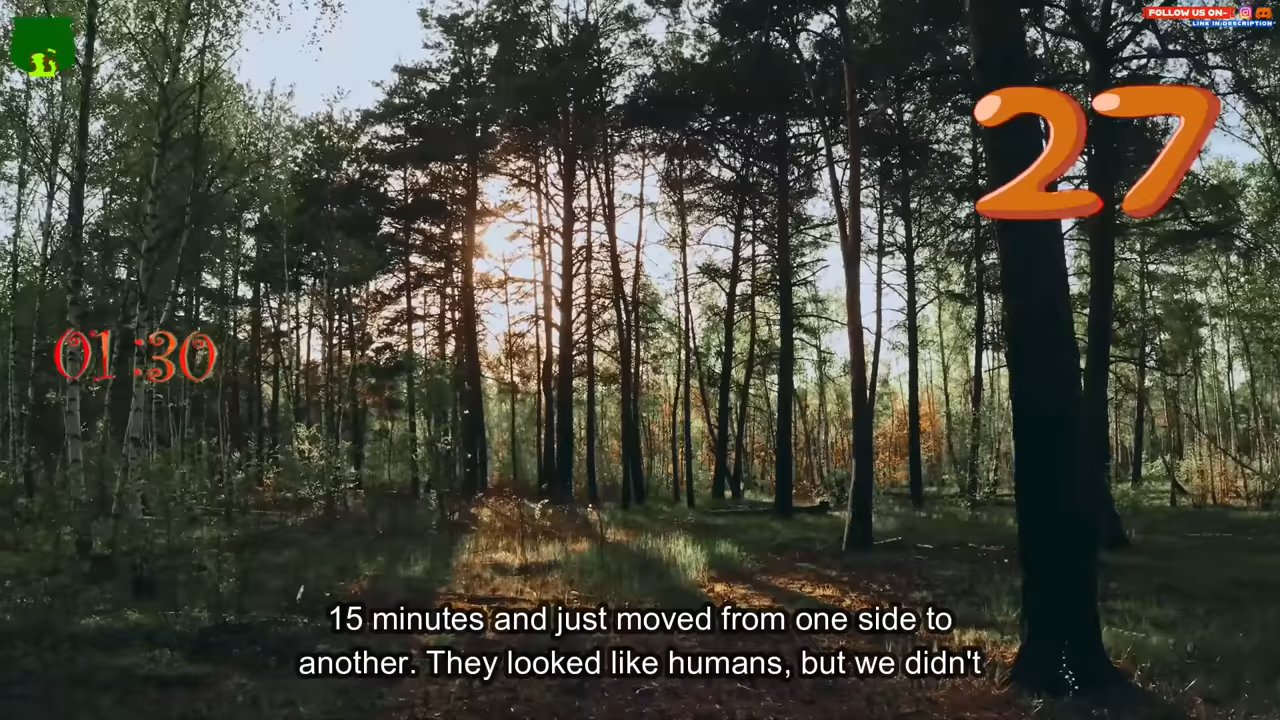 FOLLOW US ON-
LINK IN DESCRIPTION
27
01:30
15 minutes and just moved from one side to
another. They looked like humans, but we didn't